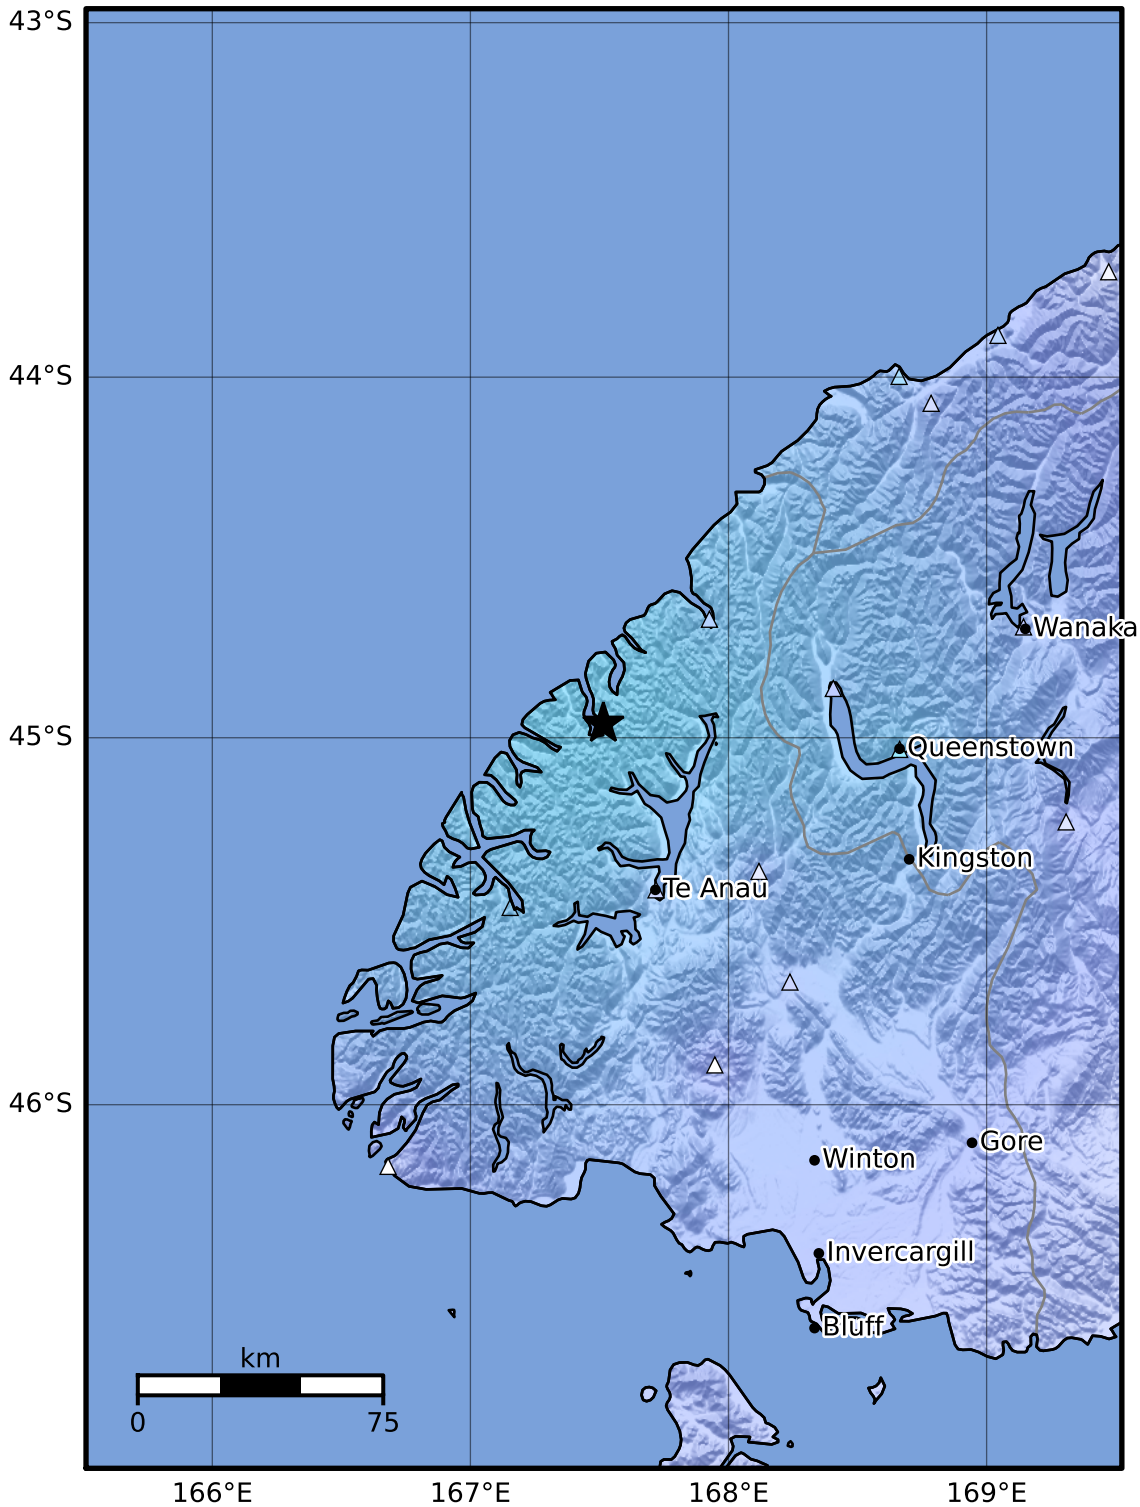 43°S
44°S
Wanaka
45°S
Queenstown
Kingston
Te Anau
46°S
Gore
Winton
Invercargill
Bluff
km
0 75
166°E 167°E 168°E 169°E